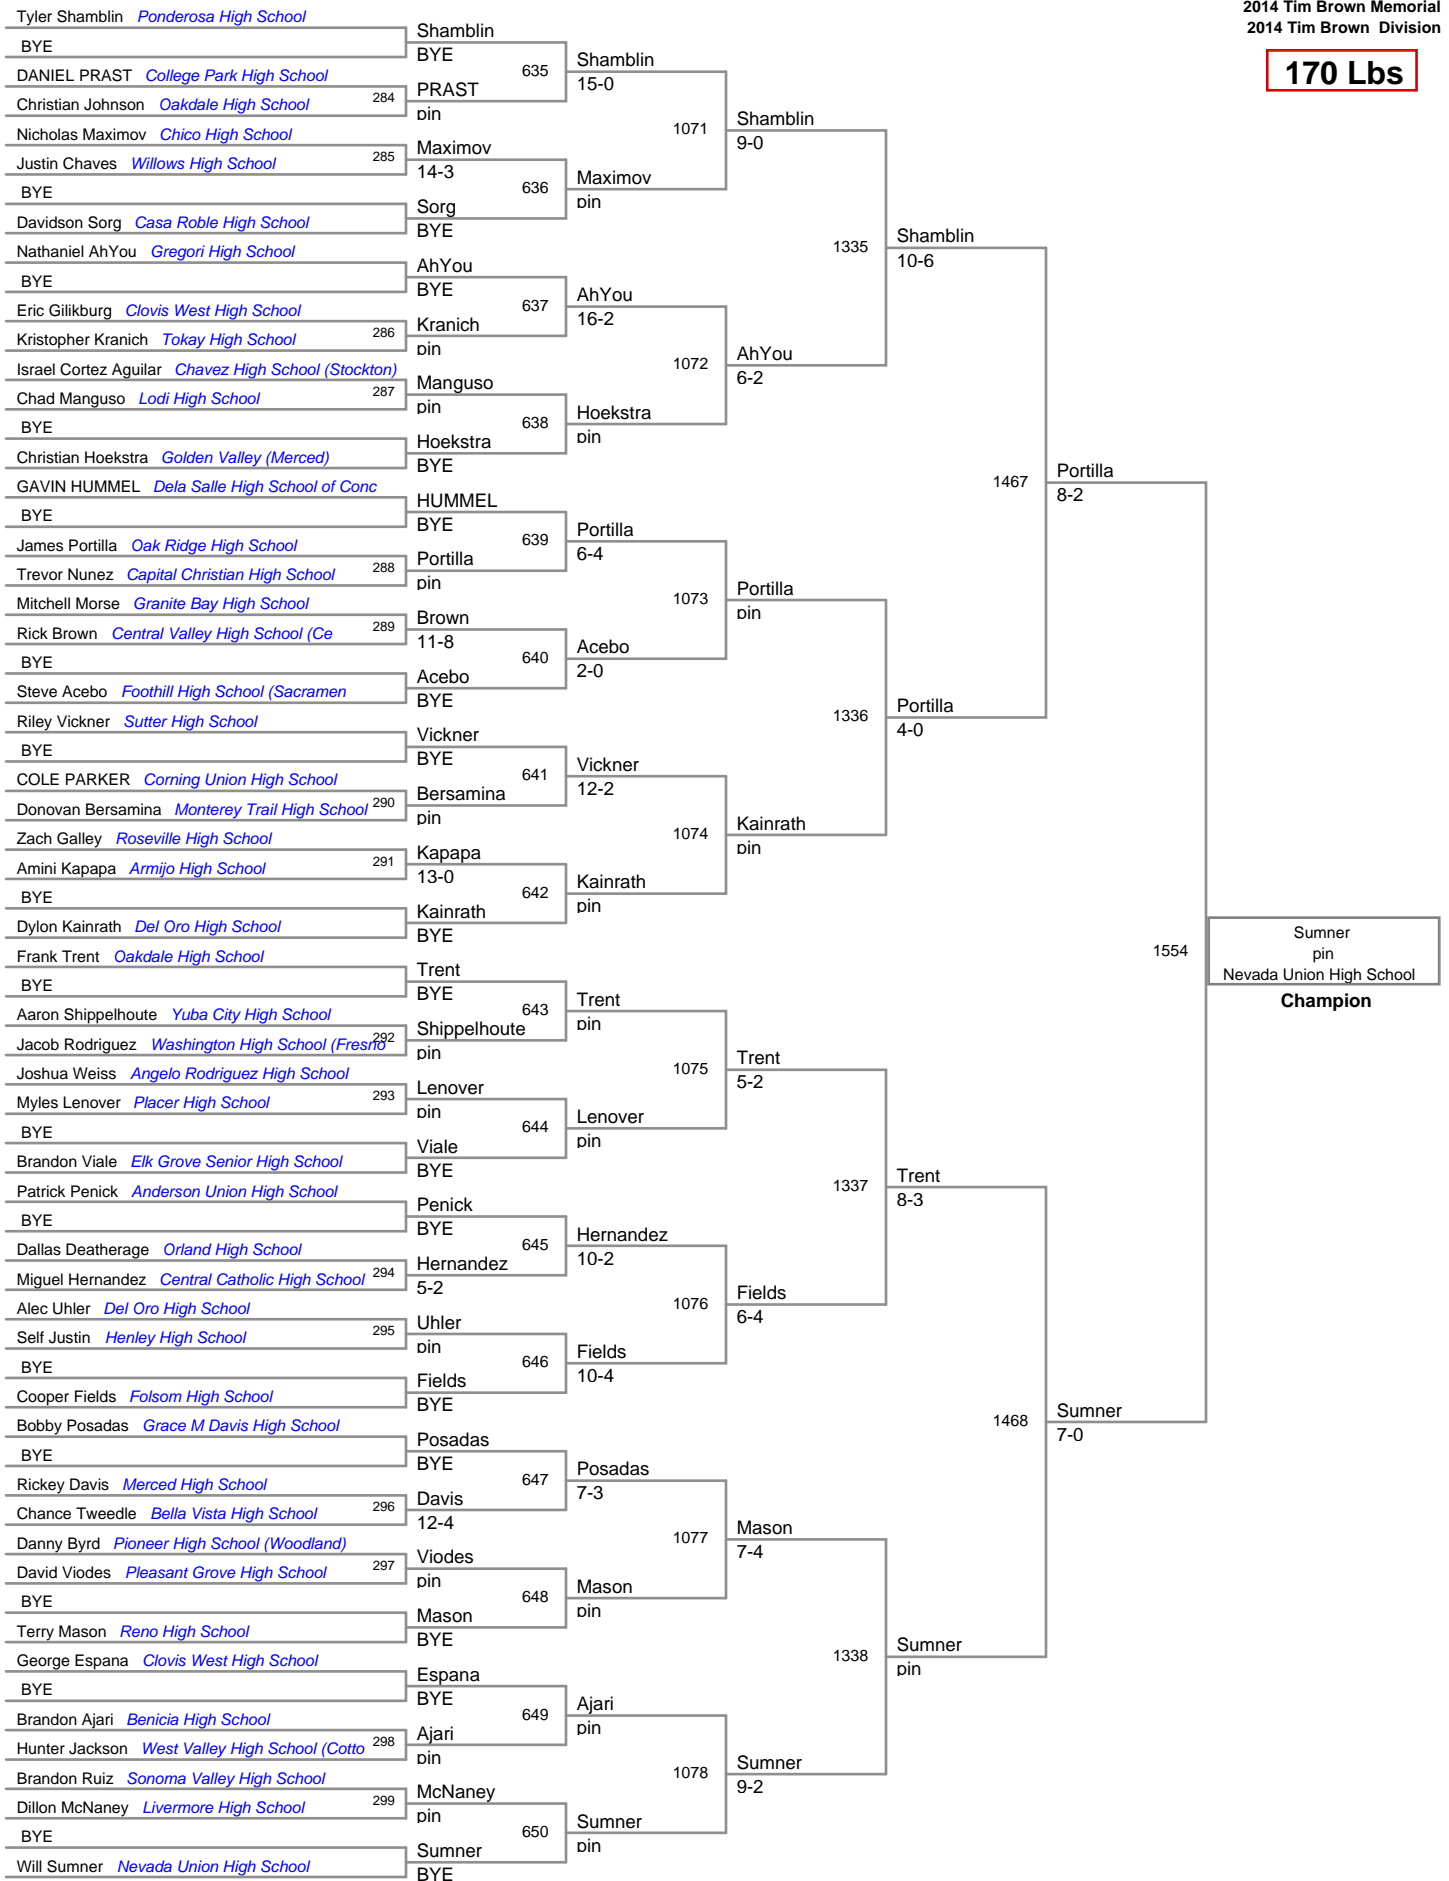 2014 Tim Brown Memorial
2014 Tim Brown Division
170 Lbs
Tyler Shamblin Ponderosa High School
BYE
DANIEL PRAST College Park High School
Christian Johnson Oakdale High School
Nicholas Maximov Chico High School
Justin Chaves Willows High School
BYE
Davidson Sorg Casa Roble High School
Nathaniel AhYou Gregori High School
BYE
Eric Gilikburg Clovis West High School
Kristopher Kranich Tokay High School
Israel Cortez Aguilar Chavez High School (Stockton)
Chad Manguso Lodi High School
BYE
Christian Hoekstra Golden Valley (Merced)
GAVIN HUMMEL Dela Salle High School of Conc
BYE
James Portilla Oak Ridge High School
Trevor Nunez Capital Christian High School
Mitchell Morse Granite Bay High School
Rick Brown Central Valley High School (Ce
BYE
Steve Acebo Foothill High School (Sacramen
Riley Vickner Sutter High School
BYE
COLE PARKER Corning Union High School
Donovan Bersamina Monterey Trail High School
Zach Galley Roseville High School
Amini Kapapa Armijo High School
BYE
Dylon Kainrath Del Oro High School
Frank Trent Oakdale High School
BYE
Aaron Shippelhoute Yuba City High School
Jacob Rodriguez Washington High School (Fresno
Joshua Weiss Angelo Rodriguez High School
Myles Lenover Placer High School
BYE
Brandon Viale Elk Grove Senior High School
Patrick Penick Anderson Union High School
BYE
Dallas Deatherage Orland High School
Miguel Hernandez Central Catholic High School
Alec Uhler Del Oro High School
Self Justin Henley High School
BYE
Cooper Fields Folsom High School
Bobby Posadas Grace M Davis High School
BYE
Rickey Davis Merced High School
Chance Tweedle Bella Vista High School
Danny Byrd Pioneer High School (Woodland)
David Viodes Pleasant Grove High School
BYE
Terry Mason Reno High School
George Espana Clovis West High School
BYE
Brandon Ajari Benicia High School
Hunter Jackson West Valley High School (Cotto
Brandon Ruiz Sonoma Valley High School
Dillon McNaney Livermore High School
BYE
Will Sumner Nevada Union High School
284
285
286
287
288
289
290
291
292
293
294
295
296
297
298
299
Shamblin
BYE
PRAST
pin
Maximov
14-3
Sorg
BYE
AhYou
BYE
Kranich
pin
Manguso
pin
Hoekstra
BYE
HUMMEL
BYE
Portilla
pin
Brown
11-8
Acebo
BYE
Vickner
BYE
Bersamina
pin
Kapapa
13-0
Kainrath
BYE
Trent
BYE
Shippelhoute
pin
Lenover
pin
Viale
BYE
Penick
BYE
Hernandez
5-2
Uhler
pin
Fields
BYE
Posadas
BYE
Davis
12-4
Viodes
pin
Mason
BYE
Espana
BYE
Ajari
pin
McNaney
pin
Sumner
BYE
635
636
637
638
639
640
641
642
643
644
645
646
647
648
649
650
Shamblin
15-0
Maximov
pin
AhYou
16-2
Hoekstra
pin
Portilla
6-4
Acebo
2-0
Vickner
12-2
Kainrath
pin
Trent
pin
Lenover
pin
Hernandez
10-2
Fields
10-4
Posadas
7-3
Mason
pin
Ajari
pin
Sumner
pin
1071
1072
1073
1074
1075
1076
1077
1078
Shamblin
9-0
AhYou
6-2
Portilla
pin
Kainrath
pin
Trent
5-2
Fields
6-4
Mason
7-4
Sumner
9-2
1335
1336
1337
1338
Shamblin
10-6
Portilla
4-0
Trent
8-3
Sumner
pin
1467
1468
Portilla
8-2
Sumner
7-0
1554
Sumner
pin
Nevada Union High School
Champion